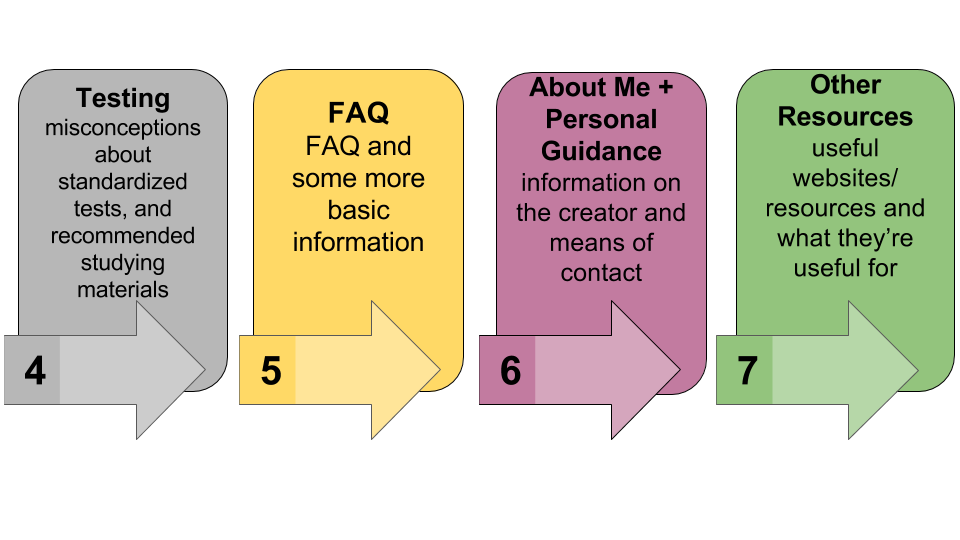 Testing
misconceptions
about
standardized
tests, and
recommended
studying
materials
4
FAQ
FAQ and
some more
basic
information
5
About Me +
Personal
Guidance
information on
the creator and
means of
contact
6
Other
Resources
useful
websites/
resources and
what they’re
useful for
7